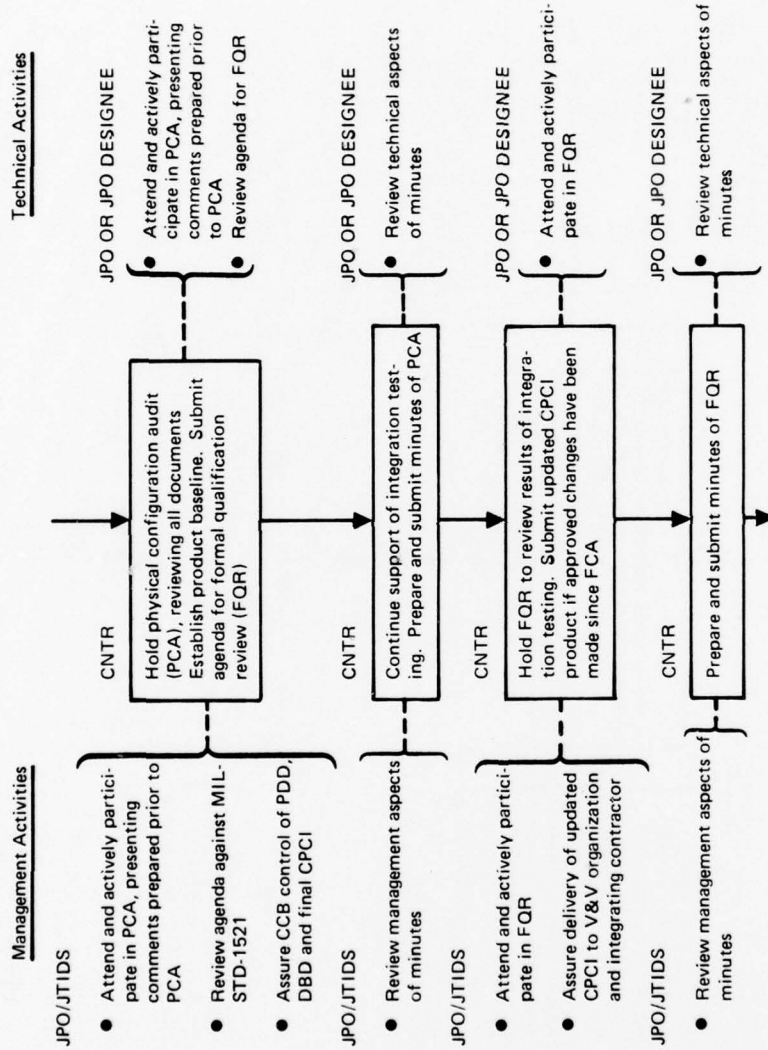 Management Activities
Technical Activities
JPO/JTIDS
● Attend and actively partici-
pate in PCA, presenting
comments prepared prior to
PCA
● Review agenda against MIL-
STD-1521
● Assure CCB control of PDD,
DBD and final CPCI
CNTR
Hold physical configuration audit
(PCA), reviewing all documents
Establish product baseline. Submit
agenda for formal qualification
review (FQR)
JPO OR JPO DESIGNEE
● Attend and actively parti-
cipate in PCA, presenting
comments prepared prior
to PCA
● Review agenda for FQR
JPO/JTIDS
● Review management aspects
of minutes
CNTR
Continue support of integration test-
ing. Prepare and submit minutes of PCA
JPO OR JPO DESIGNEE
● Review technical aspects
of minutes
JPO/JTIDS
● Attend and actively partici-
pate in FQR
● Assure delivery of updated
CPCI to V&V organization
and integrating contractor
CNTR
Hold FQR to review results of integra-
tion testing. Submit updated CPCI
product if approved changes have been
made since FCA
JPO OR JPO DESIGNEE
● Attend and actively partici-
pate in FQR
JPO/JTIDS
● Review management aspects of
minutes
CNTR
Prepare and submit minutes of FQR
JPO OR JPO DESIGNEE
● Review technical aspects of
minutes